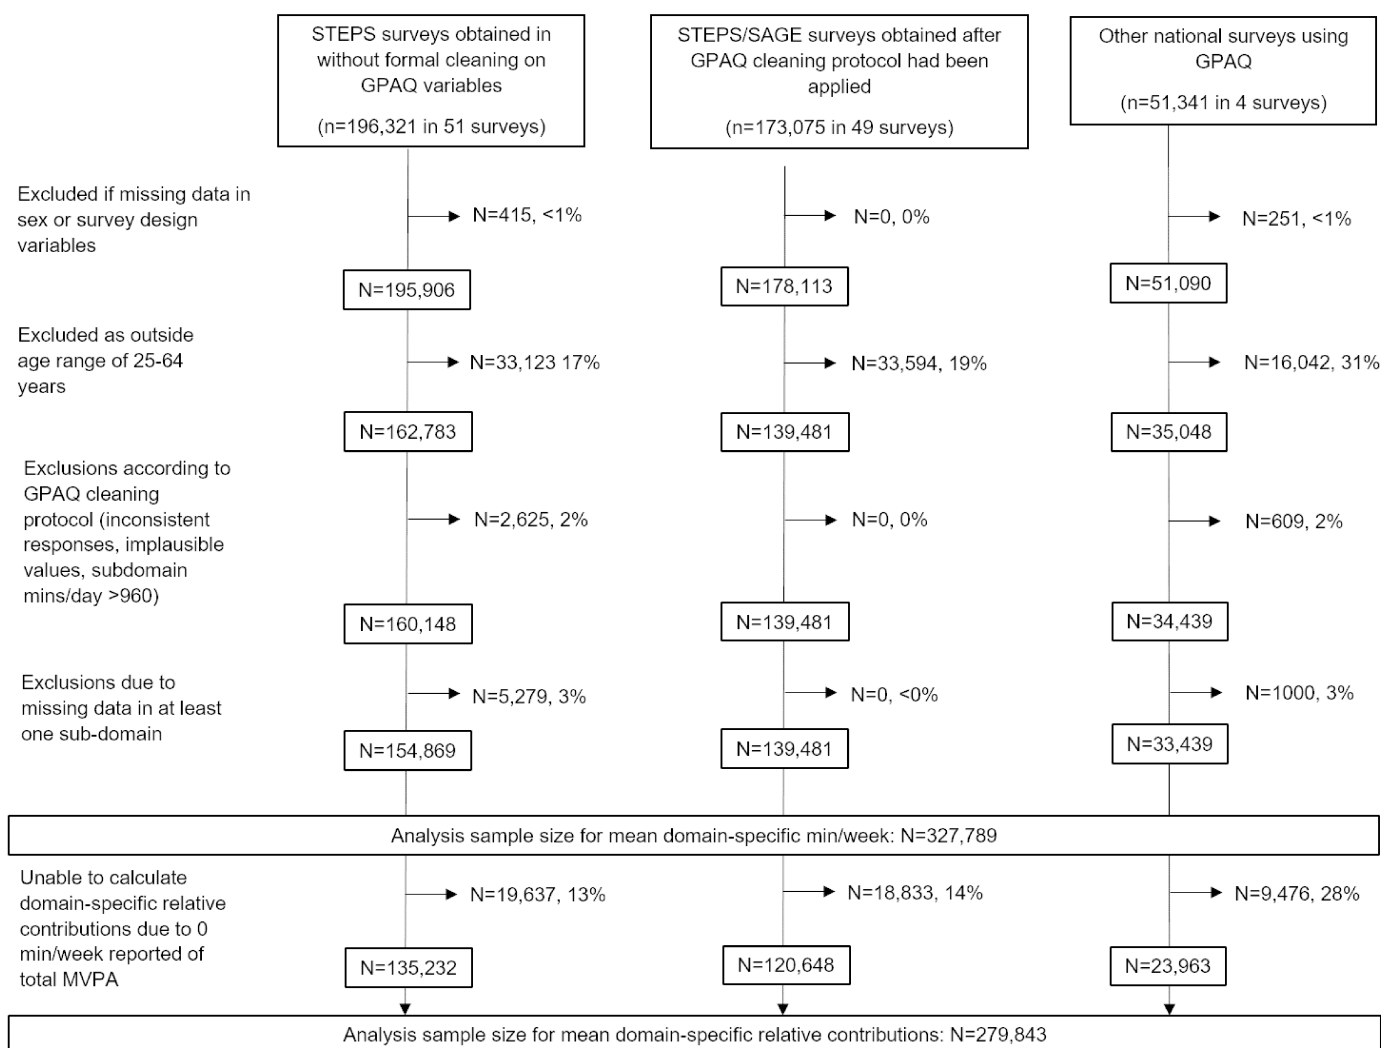 STEPS surveys obtained in
without formal cleaning on
GPAQ variables
(n=196,321 in 51 surveys)
STEPS/SAGE surveys obtained after
GPAQ cleaning protocol had been
applied
(n=173,075 in 49 surveys)
Other national surveys using
GPAQ
(n=51,341 in 4 surveys)
Excluded if missing data in
sex or survey design
variables
N=415, <1%
N=0, 0%
N=251, <1%
N=195,906
N=178,113
N=51,090
Excluded as outside
age range of 25-64
years
N=33,123 17%
N=33,594, 19%
N=16,042, 31%
N=162,783
N=139,481
N=35,048
Exclusions according to
GPAQ cleaning
protocol (inconsistent
responses, implausible
values, subdomain
mins/day >960)
N=2,625, 2%
N=0, 0%
N=609, 2%
N=160,148
N=139,481
N=34,439
Exclusions due to
missing data in at least
one sub-domain
N=5,279, 3%
N=0, <0%
N=1000, 3%
N=154,869
N=139,481
N=33,439
Analysis sample size for mean domain-specific min/week: N=327,789
Unable to calculate
domain-specific relative
contributions due to 0
min/week reported of
total MVPA
N=19,637, 13%
N=18,833, 14%
N=9,476, 28%
N=135,232
N=120,648
N=23,963
Analysis sample size for mean domain-specific relative contributions: N=279,843